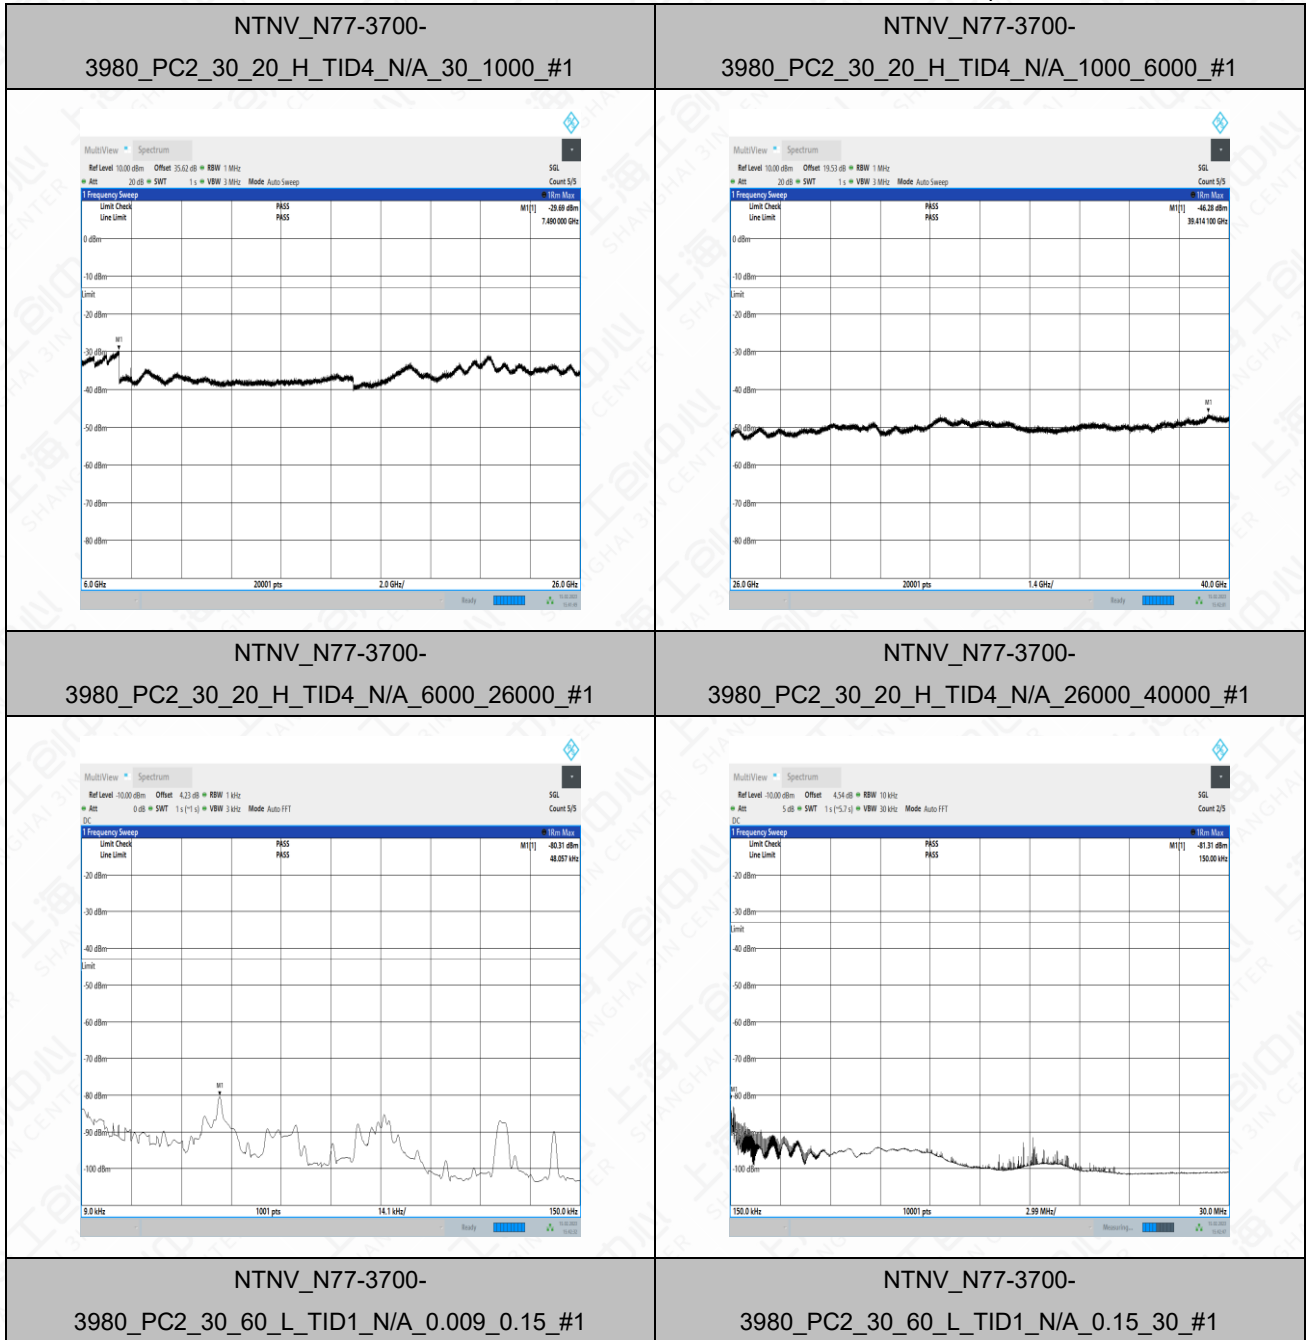 NTNV_N77-3700-
3980_PC2_30_20_H_TID4_N/A_30_1000_#1
NTNV_N77-3700-
3980_PC2_30_20_H_TID4_N/A_1000_6000_#1
MultiView
Spectrum
Ref Level 10.00 dBm Offset 35.62 dB RBW 1 MHz
SGL
Att 20 dB SWT 1 s VBW 3 MHz Mode Auto Sweep
Count 5/5
1 Frequency Sweep
1Rm Max
Limit Check PASS
M1[1] -29.69 dBm
Line Limit PASS
7.490 000 GHz
0 dBm
-10 dBm
Limit
-20 dBm
M1
-30 dBm
-40 dBm
-50 dBm
-60 dBm
-70 dBm
-80 dBm
6.0 GHz 20001 pts 2.0 GHz/ 26.0 GHz
Ready
MultiView
Spectrum
Ref Level 10.00 dBm Offset 19.53 dB RBW 1 MHz
SGL
Att 20 dB SWT 1 s VBW 3 MHz Mode Auto Sweep
Count 5/5
1 Frequency Sweep
1Rm Max
Limit Check PASS
M1[1] -46.28 dBm
Line Limit PASS
39.414 100 GHz
0 dBm
-10 dBm
Limit
-20 dBm
-30 dBm
-40 dBm
M1
-50 dBm
-60 dBm
-70 dBm
-80 dBm
26.0 GHz 20001 pts 1.4 GHz/ 40.0 GHz
Ready
NTNV_N77-3700-
3980_PC2_30_20_H_TID4_N/A_6000_26000_#1
NTNV_N77-3700-
3980_PC2_30_20_H_TID4_N/A_26000_40000_#1
MultiView
Spectrum
Ref Level -10.00 dBm Offset 4.23 dB RBW 1 kHz
SGL
Att 0 dB SWT 1 s (~1 s) VBW 3 kHz Mode Auto FFT
Count 5/5
DC
1 Frequency Sweep
1Rm Max
Limit Check PASS
M1[1] -80.31 dBm
Line Limit PASS
48.057 kHz
-20 dBm
-30 dBm
-40 dBm
Limit
-50 dBm
-60 dBm
-70 dBm
M1
-80 dBm
-90 dBm
-100 dBm
9.0 kHz 1001 pts 14.1 kHz/ 150.0 kHz
Ready
MultiView
Spectrum
Ref Level -10.00 dBm Offset 4.54 dB RBW 10 kHz
SGL
Att 5 dB SWT 1 s (~5.7 s) VBW 30 kHz Mode Auto FFT
Count 2/5
DC
1 Frequency Sweep
1Rm Max
Limit Check PASS
M1[1] -81.31 dBm
Line Limit PASS
150.00 kHz
-20 dBm
-30 dBm
Limit
-40 dBm
-50 dBm
-60 dBm
-70 dBm
M1
-80 dBm
-90 dBm
-100 dBm
150.0 kHz 10001 pts 2.99 MHz/ 30.0 MHz
Measuring...
NTNV_N77-3700-
3980_PC2_30_60_L_TID1_N/A_0.009_0.15_#1
NTNV_N77-3700-
3980_PC2_30_60_L_TID1_N/A_0.15_30_#1